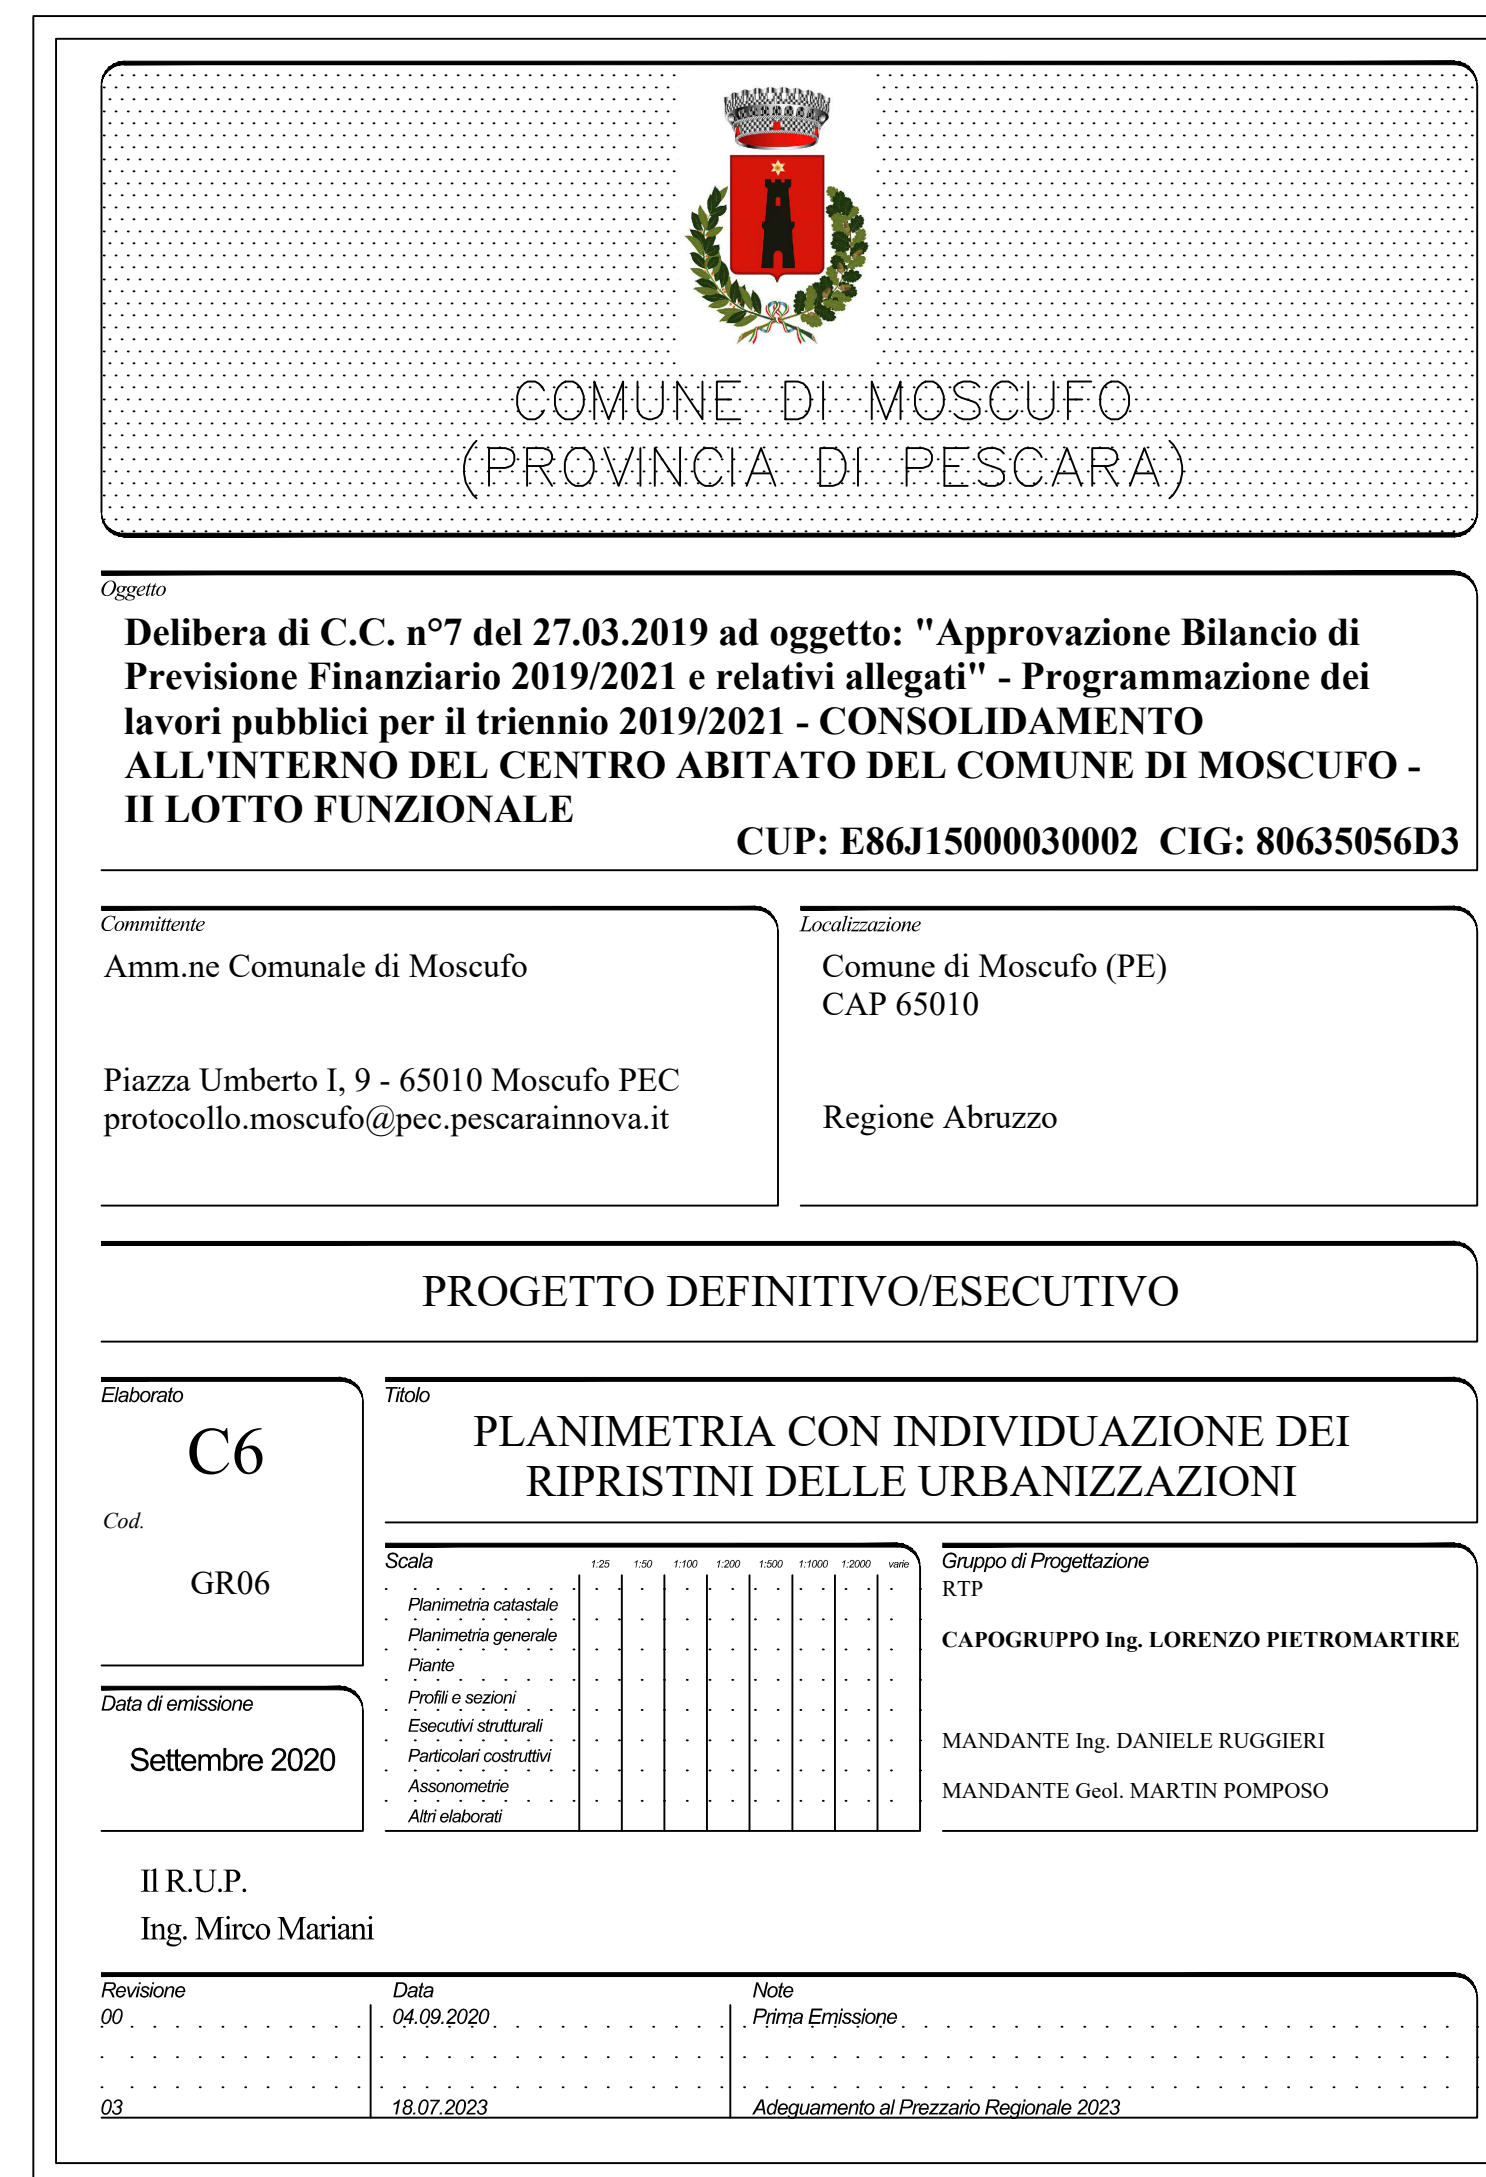 COMUNE DI MOSCUFO
(PROVINCIA DI PESCARA)
Oggetto
Delibera di C.C. n°7 del 27.03.2019 ad oggetto: "Approvazione Bilancio di
Previsione Finanziario 2019/2021 e relativi allegati" - Programmazione dei
lavori pubblici per il triennio 2019/2021 - CONSOLIDAMENTO
ALL'INTERNO DEL CENTRO ABITATO DEL COMUNE DI MOSCUFO -
II LOTTO FUNZIONALE
CUP: E86J15000030002 CIG: 80635056D3
Committente
Amm.ne Comunale di Moscufo
Piazza Umberto I, 9 - 65010 Moscufo PEC
protocollo.moscufo@pec.pescarainnova.it
Localizzazione
Comune di Moscufo (PE)
CAP 65010
Regione Abruzzo
PROGETTO DEFINITIVO/ESECUTIVO
Elaborato
C6
Cod.
GR06
Titolo
PLANIMETRIA CON INDIVIDUAZIONE DEI
RIPRISTINI DELLE URBANIZZAZIONI
Data di emissione
Settembre 2020
Scala 1:25 1:50 1:100 1:200 1:500 1:1000 1:2000 varie
Planimetria catastale
Planimetria generale
Piante
Profili e sezioni
Esecutivi strutturali
Particolari costruttivi
Assonometrie
Altri elaborati
Gruppo di Progettazione
RTP
CAPOGRUPPO Ing. LORENZO PIETROMARTIRE
MANDANTE Ing. DANIELE RUGGIERI
MANDANTE Geol. MARTIN POMPOSO
Il R.U.P.
Ing. Mirco Mariani
Revisione Data Note
00 04.09.2020 Prima Emissione
03 18.07.2023 Adeguamento al Prezzario Regionale 2023